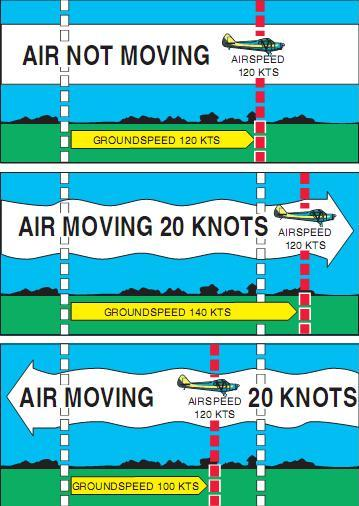 AIR NOT MOVING
AIRSPEED
120 KTS
GROUNDSPEED 120 KTS
AIR MOVING 20 KNOTS
AIRSPEED
120 KTS
GROUNDSPEED 140 KTS
AIR MOVING 20 KNOTS
AIRSPEED
120 KTS
GROUNDSPEED 100 KTS